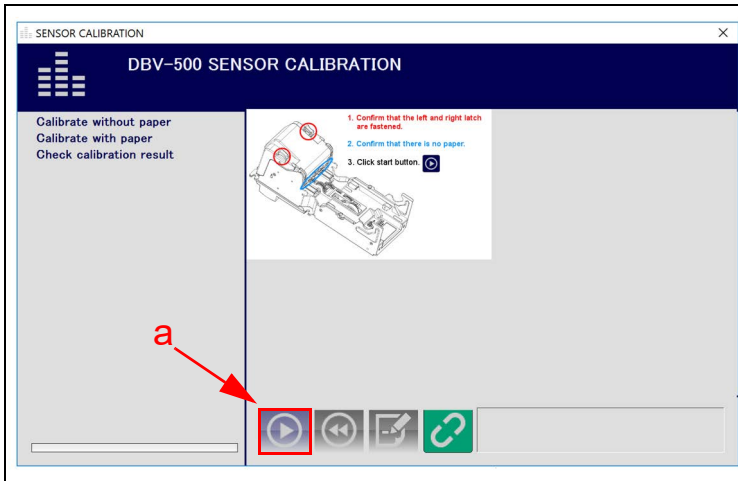 SENSOR CALIBRATION
DBV-500 SENSOR CALIBRATION
Calibrate without paper
Calibrate with paper
Check calibration result
1. Confirm that the left and right latch
are fastened.
2. Confirm that there is no paper.
3. Click start button.
a